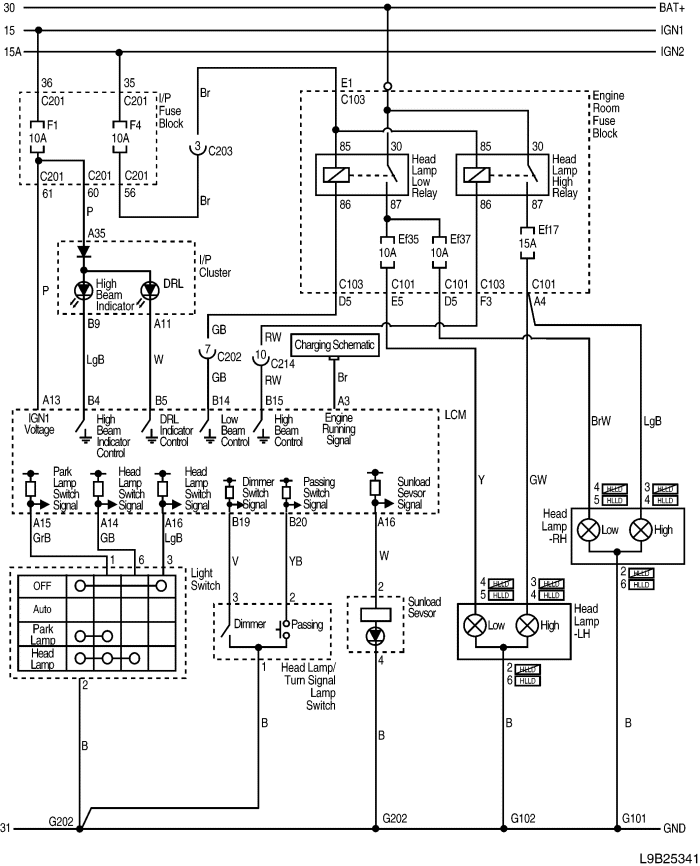 30 BAT+
15 IGN1
15A IGN2
36 35
C201 C201
I/P
Fuse
Block
F1
10A
F4
10A
C201 C201 C201
61 60 56
Br
3 C203
Br
E1
C103
Engine
Room
Fuse
Block
85 30
Head
Lamp
Low
Relay
86 87
85 30
Head
Lamp
High
Relay
86 87
Ef35
10A
Ef37
10A
Ef17
15A
C103 C101 C101 C103 C101
D5 E5 D5 F3 A4
P
A35
I/P
Cluster
High
Beam
Indicator
DRL
P
B9 A11
LgB W
GB
7 C202
GB
RW
10 C214
RW
Charging Schematic
Br
A13 B4 B5 B14 B15 A3
LCM
IGN1
Voltage
High
Beam
Indicator
Control
DRL
Indicator
Control
Low
Beam
Control
High
Beam
Control
Engine
Running
Signal
Park
Lamp
Switch
Signal
Head
Lamp
Switch
Signal
Head
Lamp
Switch
Signal
Dimmer
Switch
Signal
Passing
Switch
Signal
Sunload
Sevsor
Signal
A15 A14 A16 B19 B20 A16
GrB GB LgB V YB W
Y GW BrW LgB
1 6 3
Light
Switch
OFF
Auto
Park
Lamp
Head
Lamp
2
3 2
Dimmer Passing
1
Head Lamp/
Turn Signal
Lamp
Switch
2
Sunload
Sevsor
4
4 HLLD 3 HLLD
5 HLLD 4 HLLD
Head
Lamp
-RH
Low High
2 HLLD
6 HLLD
4 HLLD 3 HLLD
5 HLLD 4 HLLD
Head
Lamp
-LH
Low High
2 HLLD
6 HLLD
B B B B B
31 G202 G202 G102 G101 GND
L9B25341